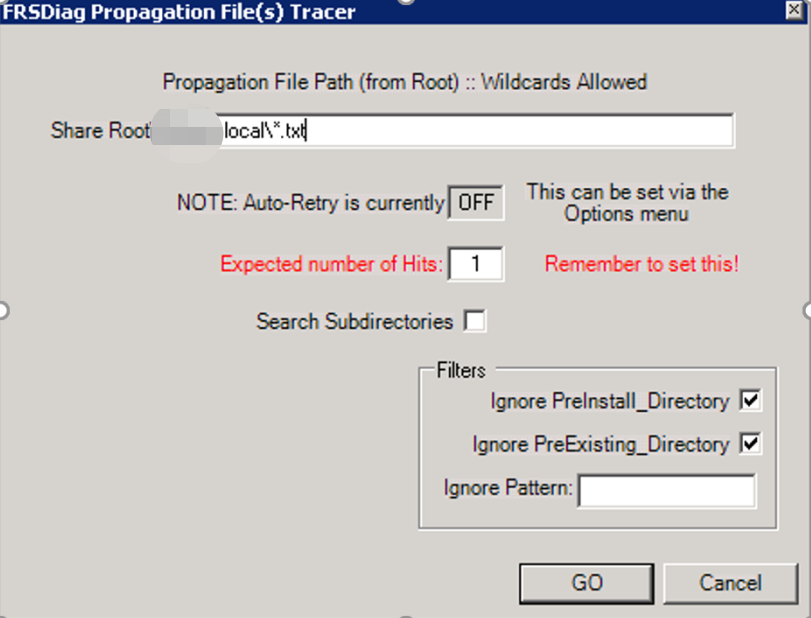 FRSDiag Propagation File(s) Tracer
Propagation File Path (from Root) :: Wildcards Allowed
Share Root\ local\*.txt
NOTE: Auto-Retry is currently OFF
This can be set via the
Options menu
Expected number of Hits: 1 Remember to set this!
Search Subdirectories
Filters
Ignore PreInstall_Directory
Ignore PreExisting_Directory
Ignore Pattern:
GO Cancel